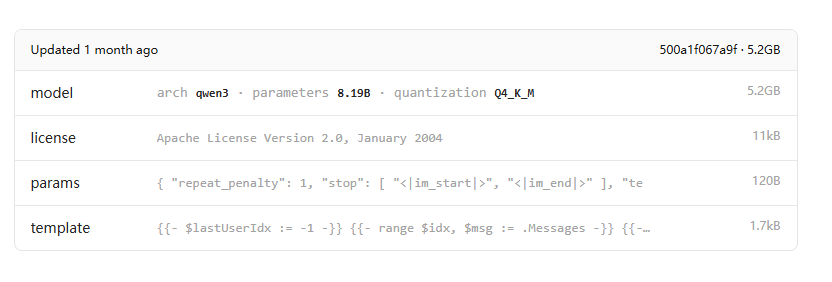 Updated 1 month ago 500a1f067a9f · 5.2GB
model arch qwen3 · parameters 8.19B · quantization Q4_K_M 5.2GB
license Apache License Version 2.0, January 2004 11kB
params { "repeat_penalty": 1, "stop": [ "<|im_start|>", "<|im_end|>" ], "te 120B
template {{- $lastUserIdx := -1 -}} {{- range $idx, $msg := .Messages -}} {{-… 1.7kB